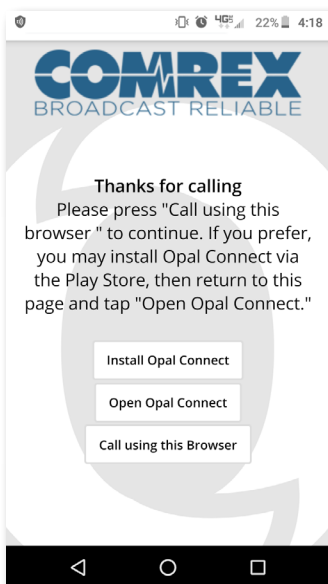 4G 22% 4:18
COMREX
BROADCAST RELIABLE
Thanks for calling
Please press "Call using this
browser " to continue. If you prefer,
you may install Opal Connect via
the Play Store, then return to this
page and tap "Open Opal Connect."
Install Opal Connect
Open Opal Connect
Call using this Browser